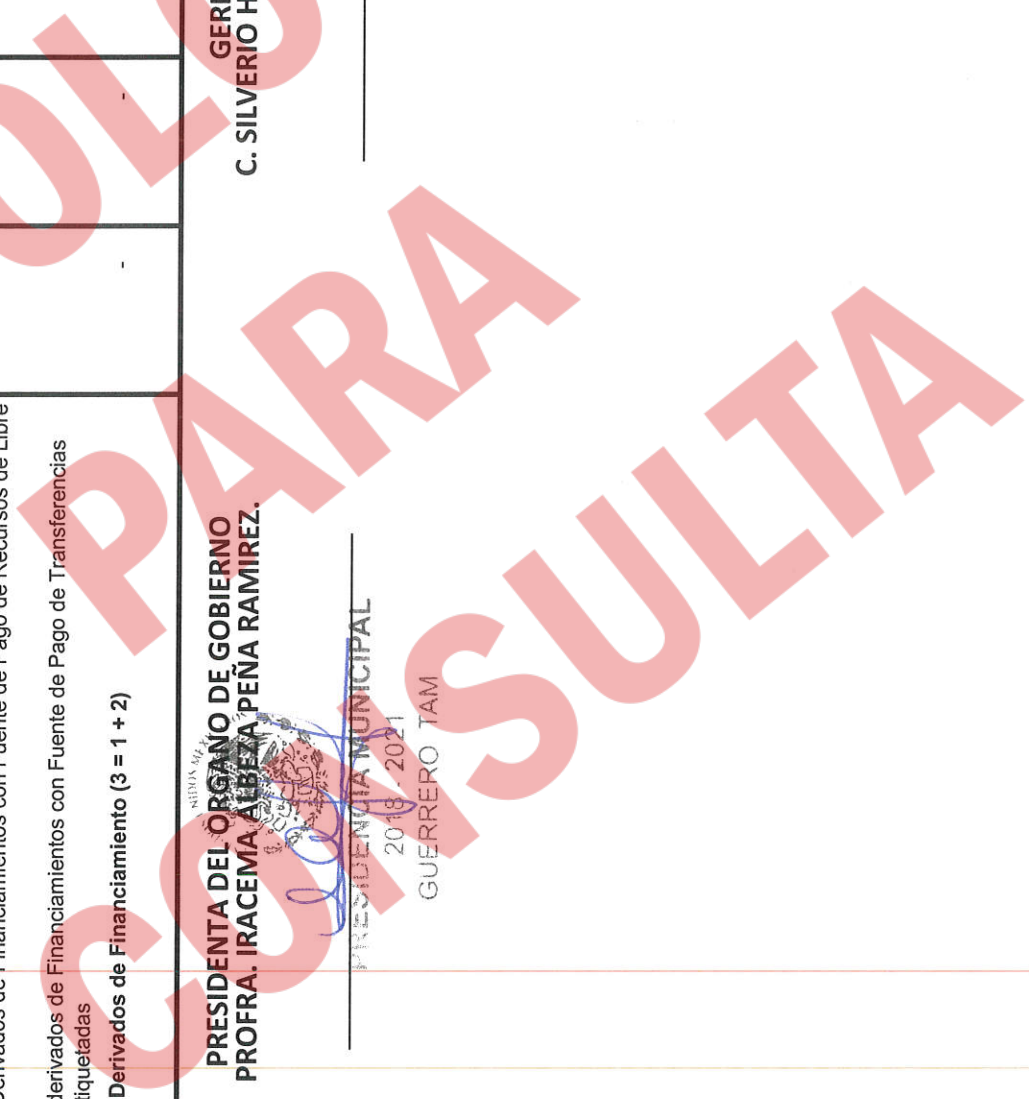 erivados de Financiamientos con Fuente de Pago de Recursos de Libre
derivados de Financiamientos con Fuente de Pago de Transferencias
tiquetadas
Derivados de Financiamiento (3 = 1 + 2)
-
-
PRESIDENTA DEL ORGANO DE GOBIERNO
PROFRA. IRACEMA ALBEZA PEÑA RAMIREZ.
PRESIDENCIA MUNICIPAL
2018 - 2021
GUERRERO TAM
GER
C. SILVERIO H
OLO
PARA
CONSULTA